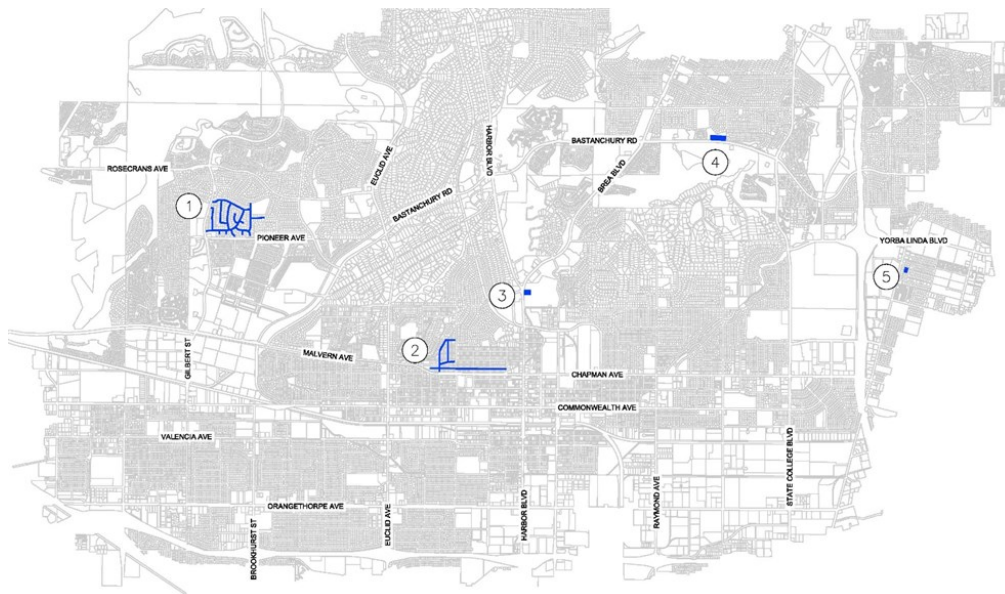 HARBOR BLVD
BASTANCHURY RD
EUCLID AVE
4
ROSECRANS AVE
BREA BLVD
BASTANCHURY RD
1
PIONEER AVE
YORBA LINDA BLVD
5
3
2
MALVERN AVE
GILBERT ST
CHAPMAN AVE
COMMONWEALTH AVE
VALENCIA AVE
STATE COLLEGE BLVD
ORANGETHORPE AVE
BROOKHURST ST
EUCLID AVE
HARBOR BLVD
RAYMOND AVE